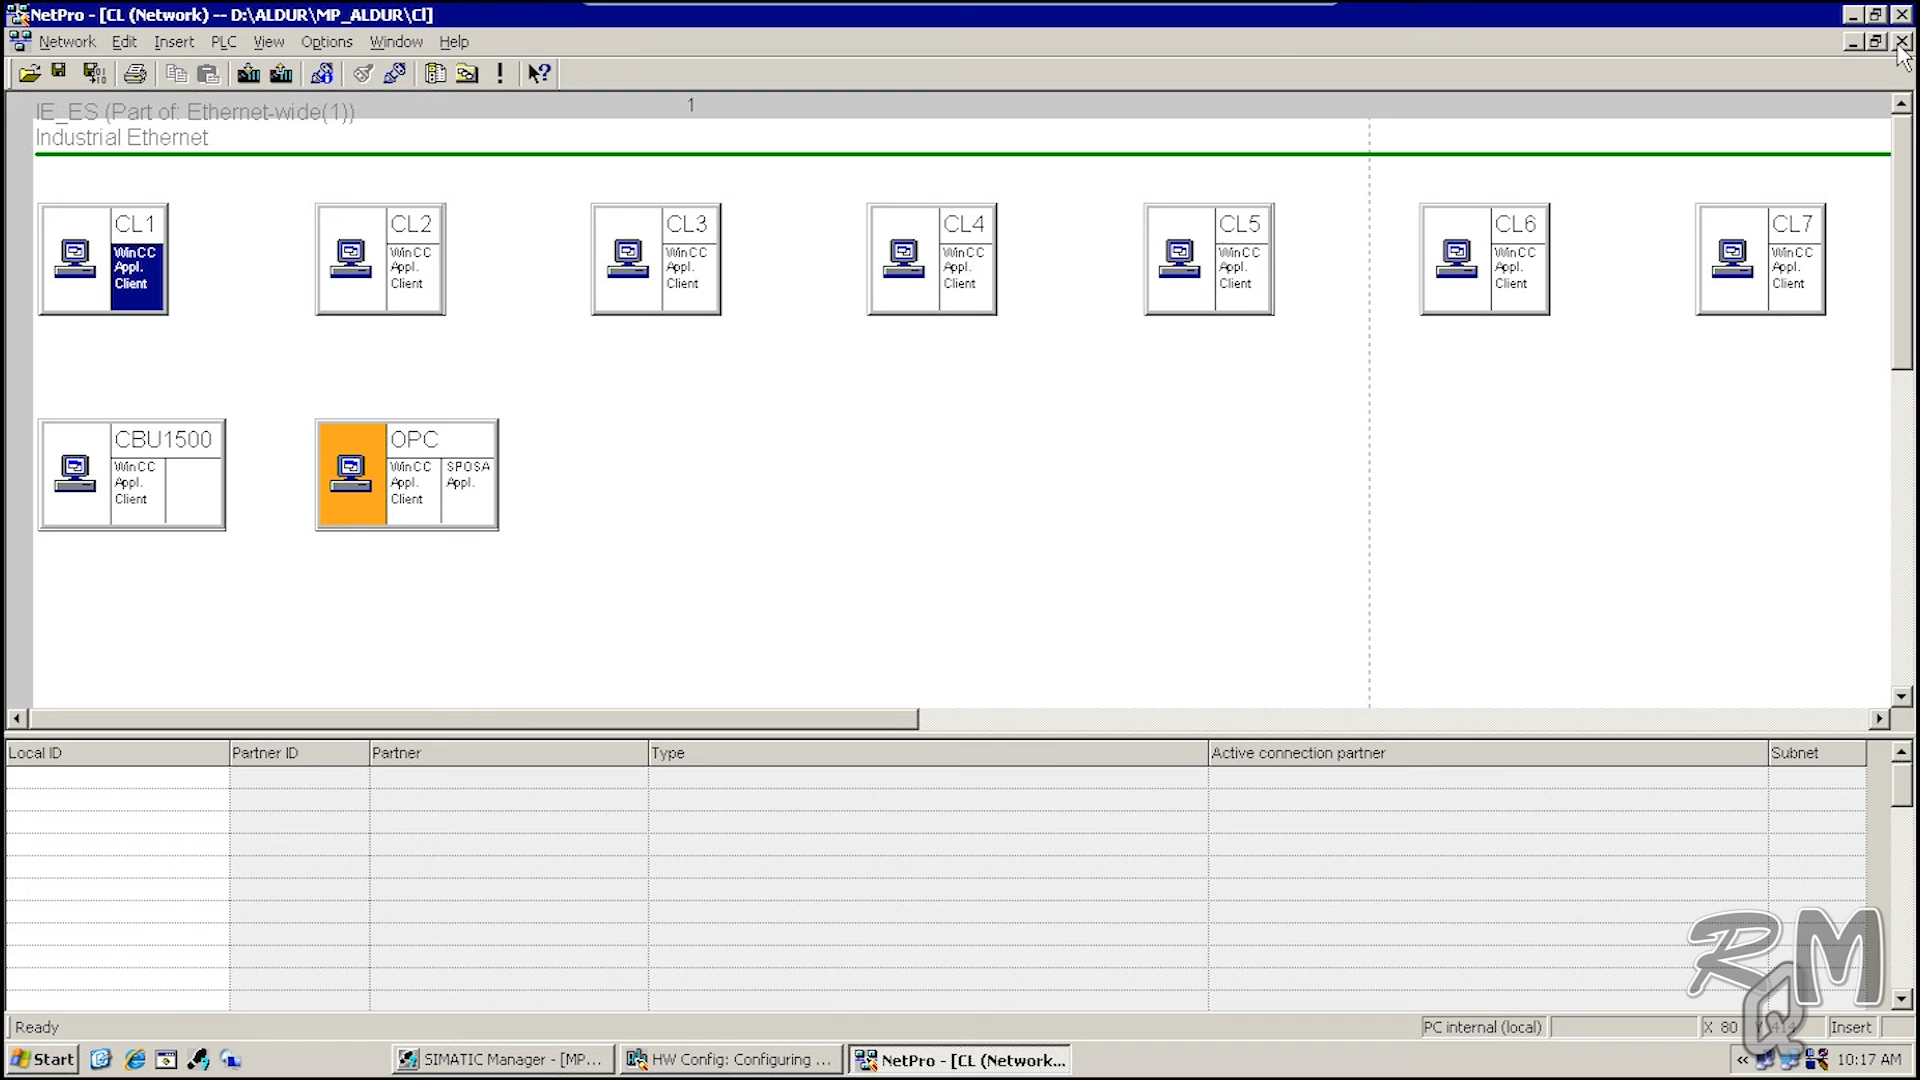 NetPro - [CL (Network) -- D:\ALDUR\MP_ALDUR\Cl]
Network Edit Insert PLC View Options Window Help
1
IE_ES (Part of: Ethernet-wide(1))
Industrial Ethernet
CL1
WinCC
Appl.
Client
CL2
WinCC
Appl.
Client
CL3
WinCC
Appl.
Client
CL4
WinCC
Appl.
Client
CL5
WinCC
Appl.
Client
CL6
WinCC
Appl.
Client
CL7
WinCC
Appl.
Client
CBU1500
WinCC
Appl.
Client
OPC
WinCC
Appl.
Client
SPOSA
Appl.
Local ID Partner ID Partner Type Active connection partner Subnet
RM
Ready PC internal (local) X 80 Insert
Start SIMATIC Manager - [MP... HW Config: Configuring ... NetPro - [CL (Network... « 10:17 AM